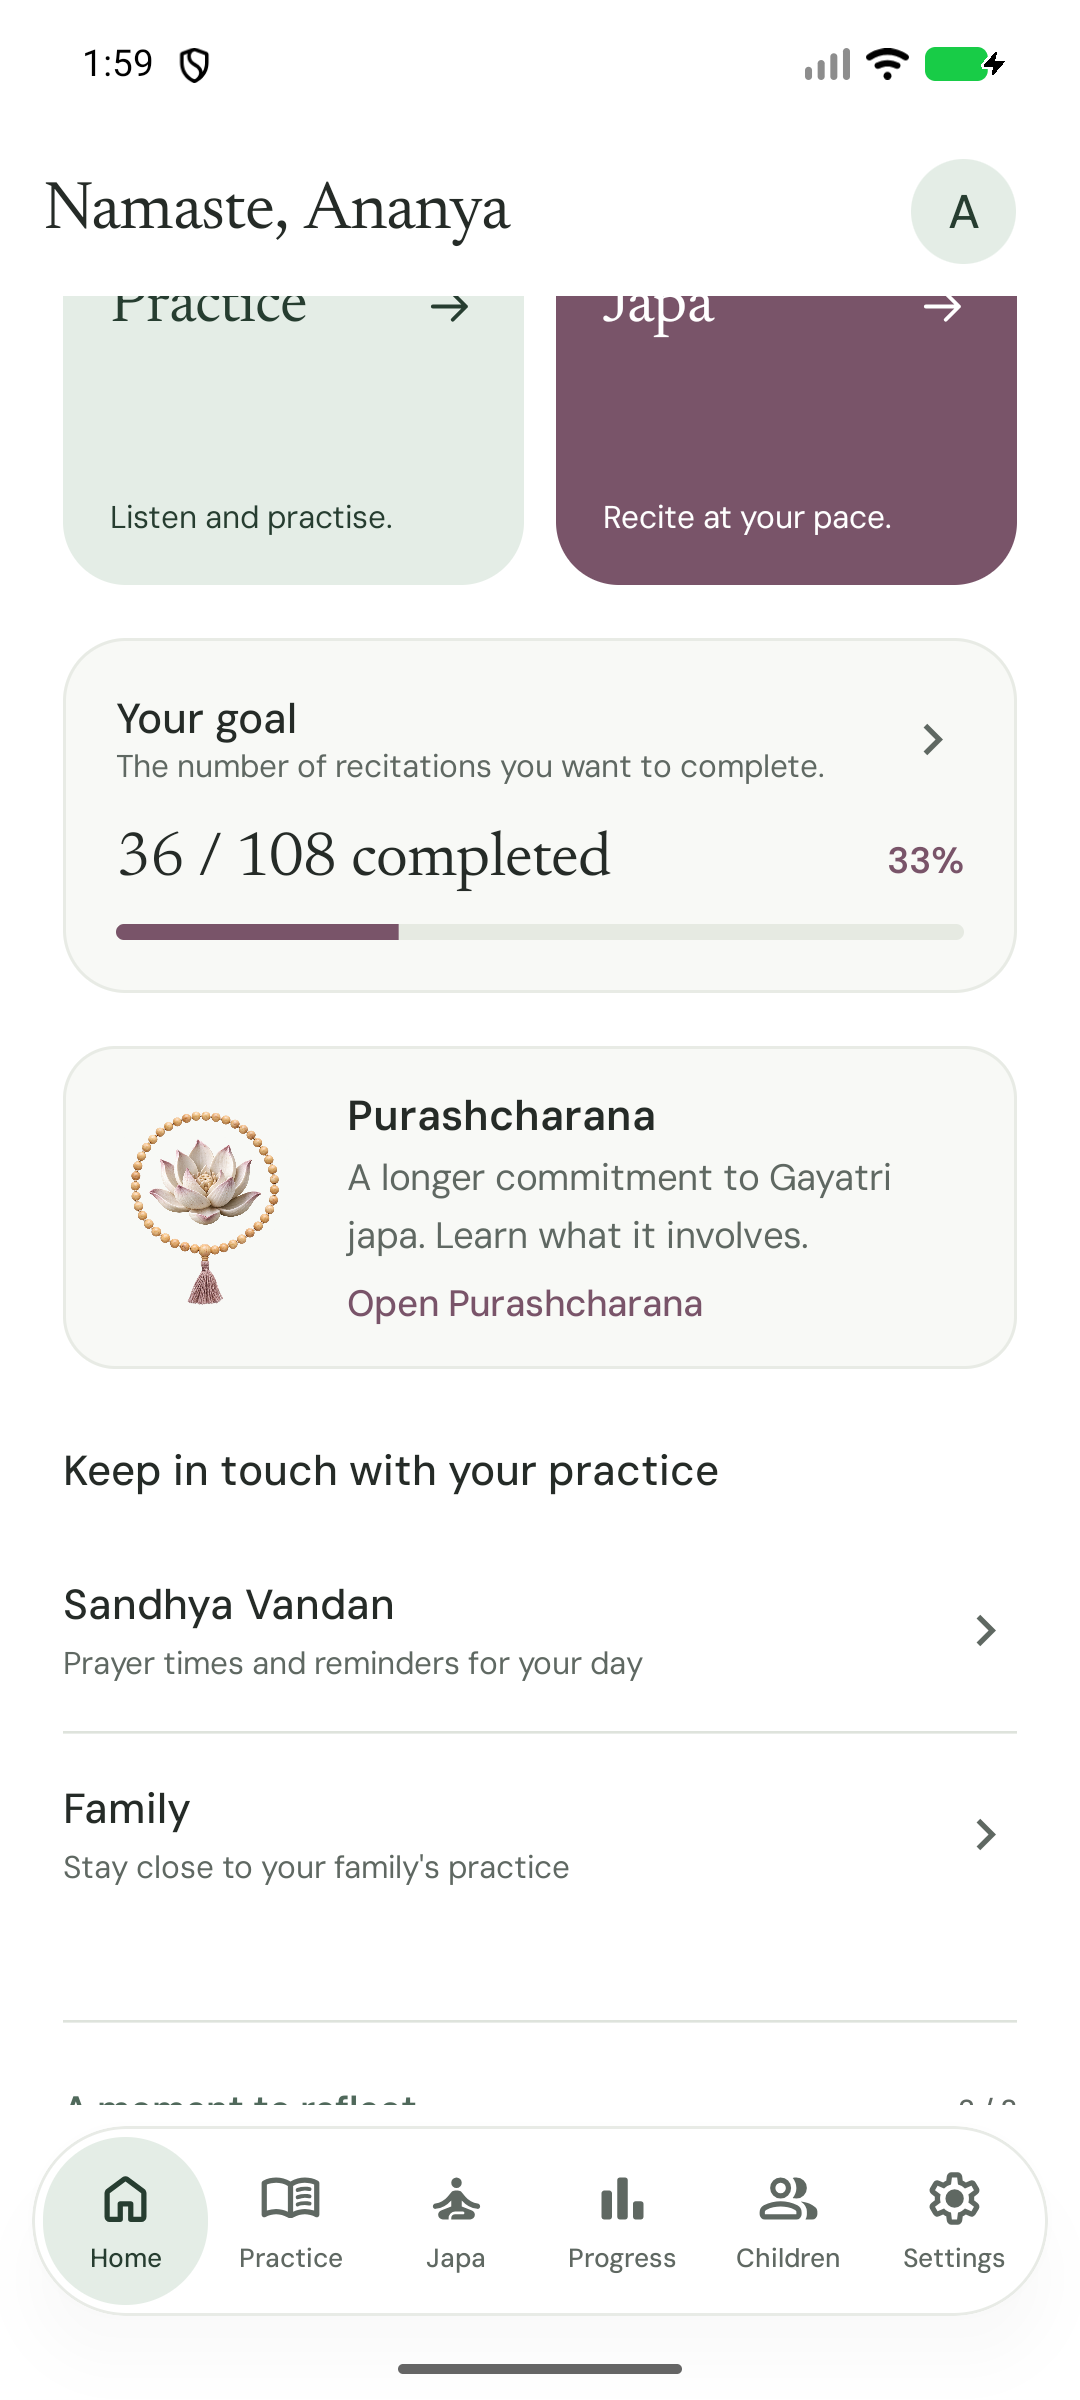 1:59
Namaste, Ananya
A
Practice
Japa
Listen and practise.
Recite at your pace.
Your goal
The number of recitations you want to complete.
36 / 108 completed
33%
Purashcharana
A longer commitment to Gayatri
japa. Learn what it involves.
Open Purashcharana
Keep in touch with your practice
Sandhya Vandan
Prayer times and reminders for your day
Family
Stay close to your family's practice
A moment to reflect
Home
Practice
Japa
Progress
Children
Settings